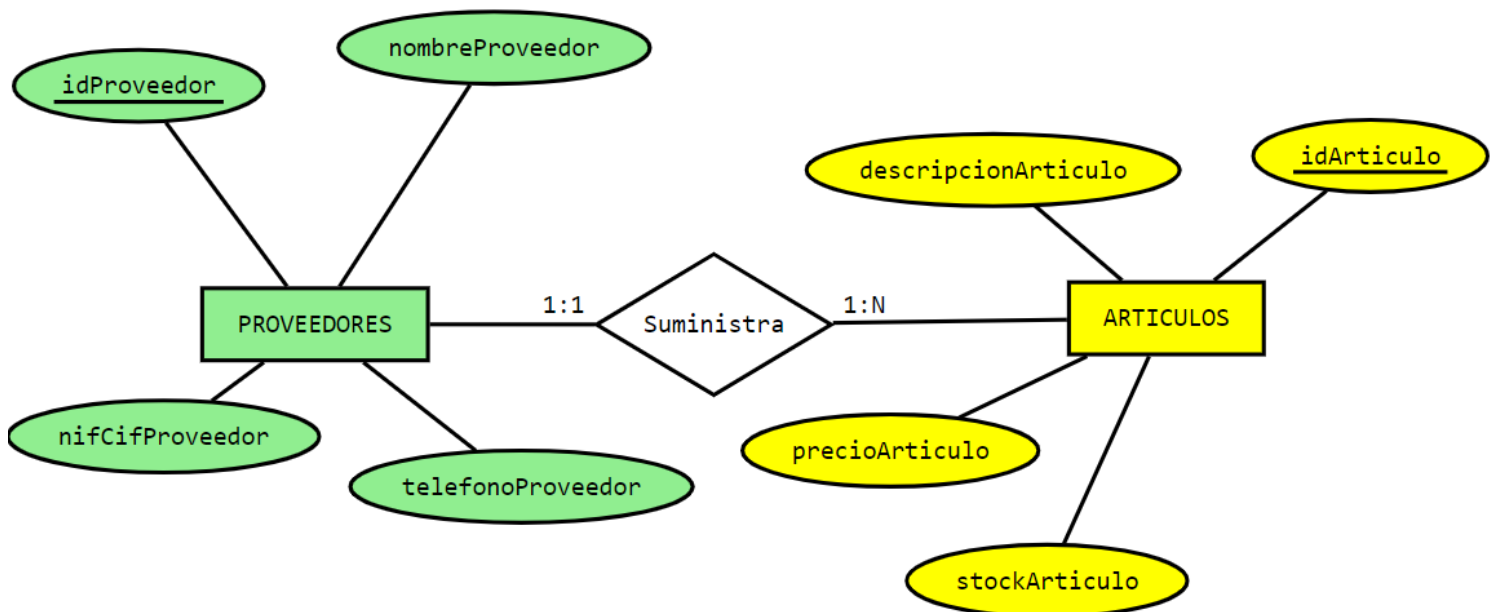 nombreProveedor
idProveedor
descripcionArticulo
idArticulo
PROVEEDORES
1:1
Suministra
1:N
ARTICULOS
nifCifProveedor
telefonoProveedor
precioArticulo
stockArticulo